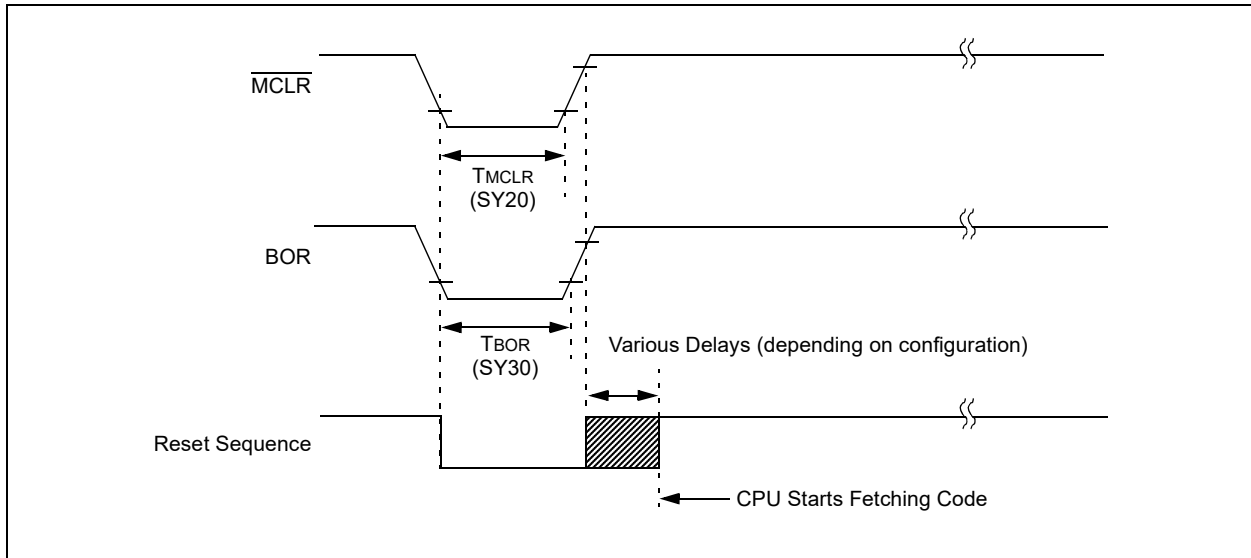 MCLR
TMCLR
(SY20)
BOR
TBOR
(SY30)
Various Delays (depending on configuration)
Reset Sequence
CPU Starts Fetching Code